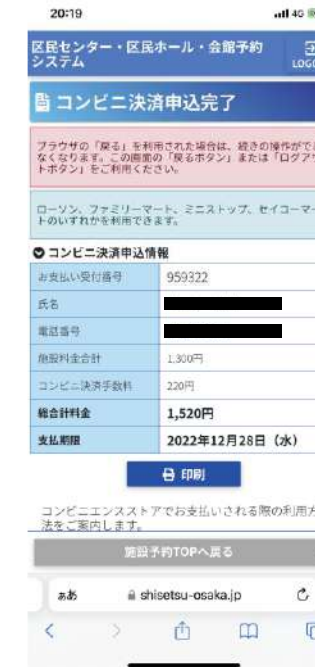 20:19
4G
区民センター・区民ホール・会館予約
システム
コンビニ決済申込完了
ブラウザの「戻る」を利用された場合は、続きの操作ができ
なくなります。この画面の「戻るボタン」または「ログアウ
トボタン」をご利用ください。
ローソン、ファミリーマート、ミニストップ、セイコーマー
トのいずれかを利用できます。
コンビニ決済申込情報
お支払い受付番号 959322
氏名
電話番号
施設料金合計 1,300円
コンビニ決済手数料 220円
総合計料金 1,520円
支払期限 2022年12月28日（水）
印刷
コンビニエンスストアでお支払いされる際の利用方
法をご案内します。
施設予約TOPへ戻る
ぁあ shisetsu-osaka.jp